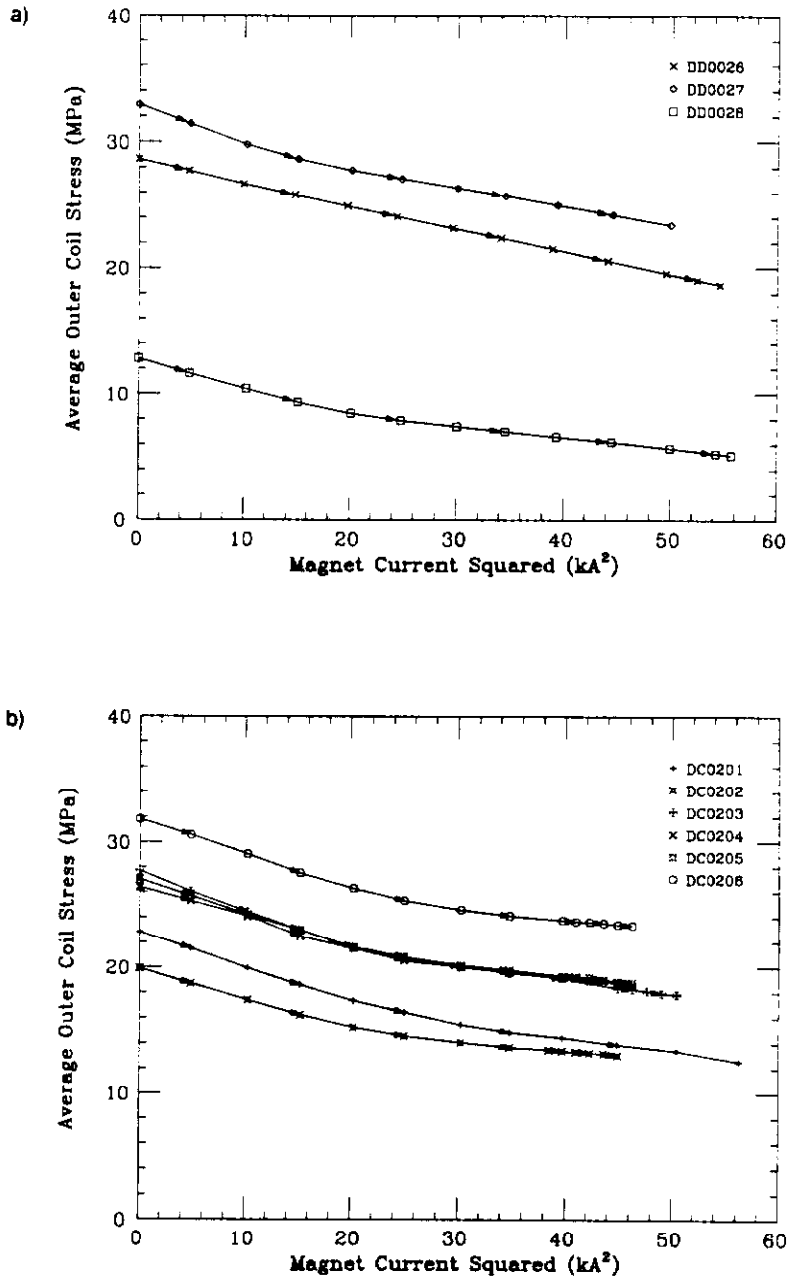 a)
40
30
20
10
0
Average Outer Coil Stress (MPa)
DD0026
DD0027
DD0028
0 10 20 30 40 50 60
Magnet Current Squared (kA²)
b)
40
30
20
10
0
Average Outer Coil Stress (MPa)
DC0201
DC0202
DC0203
DC0204
DC0205
DC0206
0 10 20 30 40 50 60
Magnet Current Squared (kA²)